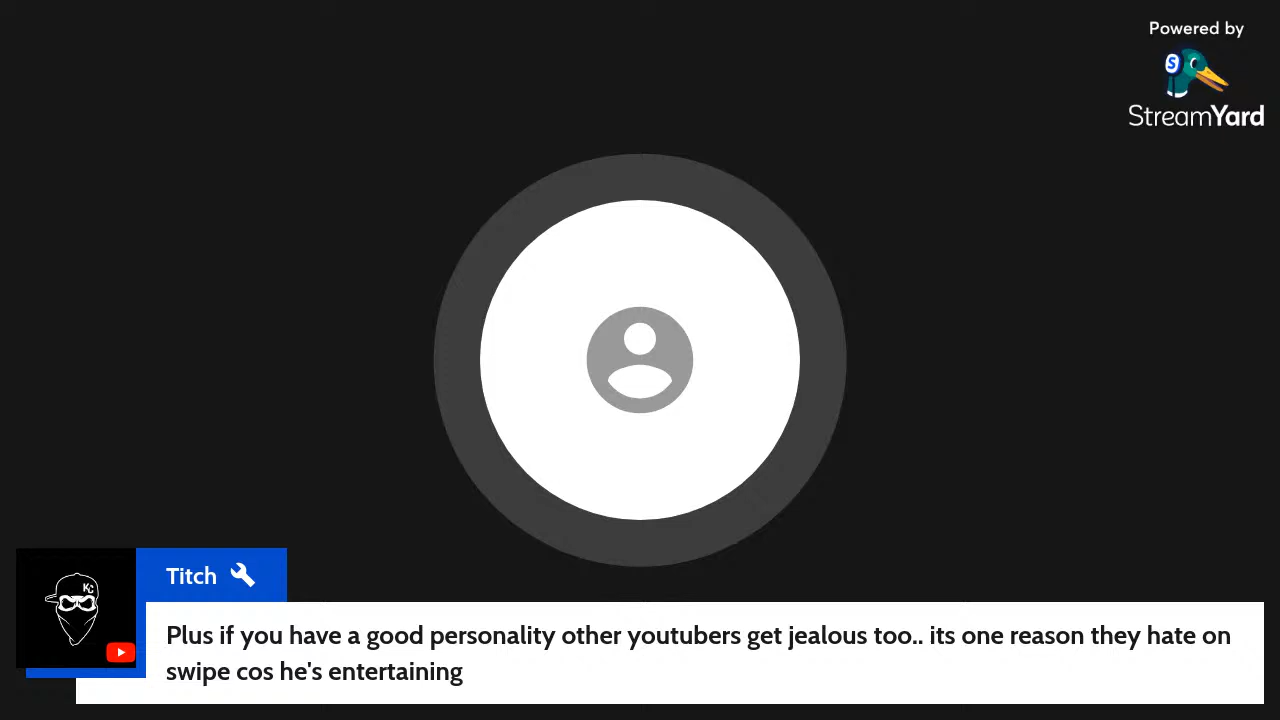 Powered by
StreamYard
Titch
Plus if you have a good personality other youtubers get jealous too.. its one reason they hate on
swipe cos he's entertaining